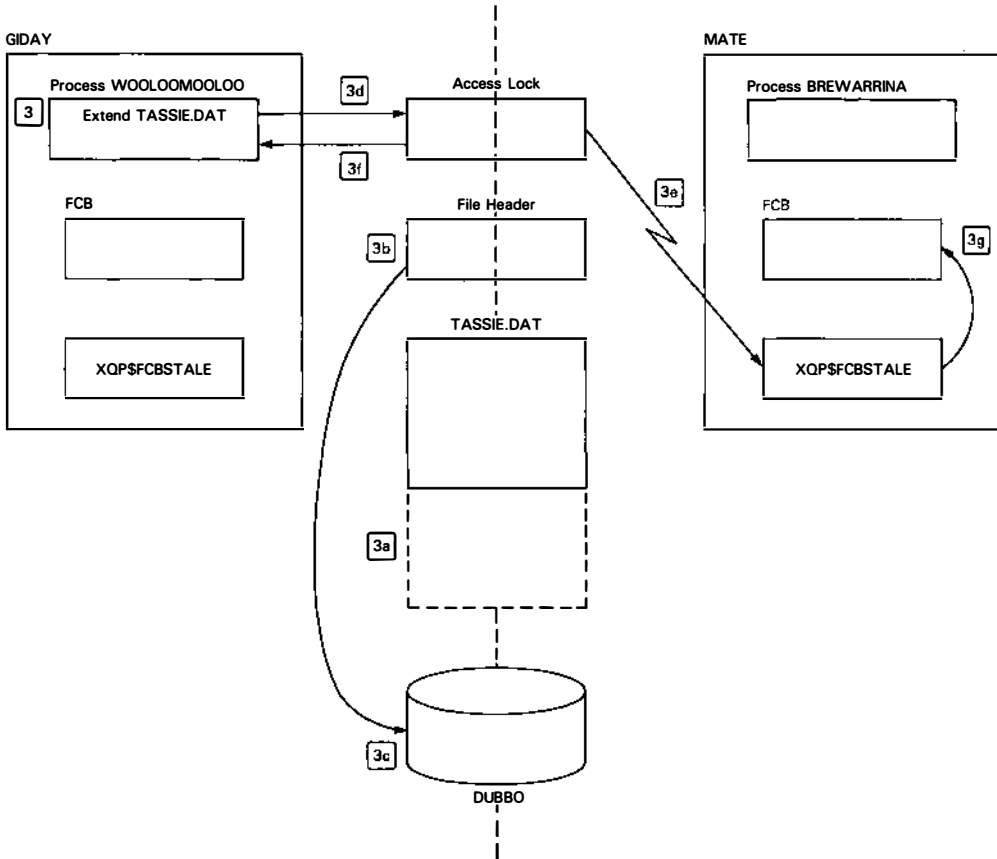 GIDAY
Process WOOLOOMOOLOO
3
Extend TASSIE.DAT
FCB
XQP$FCBSTALE
3d
3f
Access Lock
File Header
3b
TASSIE.DAT
3a
3c
DUBBO
3e
MATE
Process BREWARRINA
FCB
3g
XQP$FCBSTALE